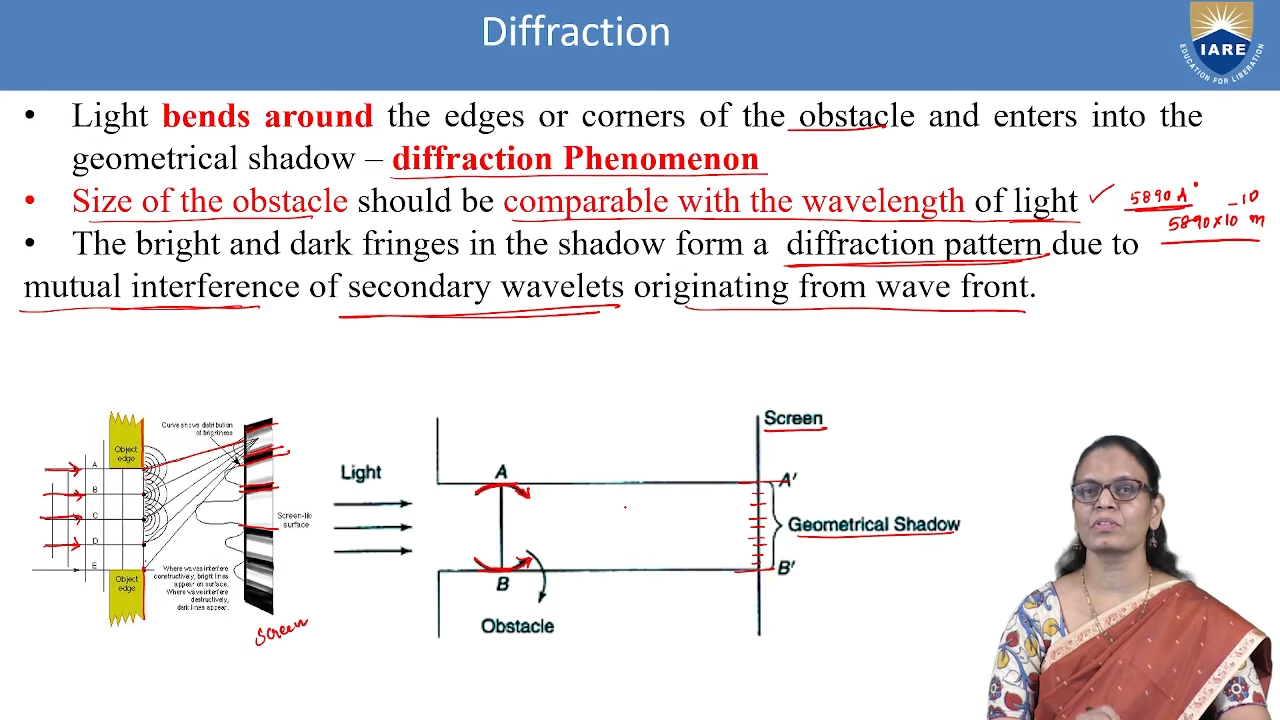 Diffraction
IARE
EDUCATION FOR LIBERATION
• Light bends around the edges or corners of the obstacle and enters into the
geometrical shadow – diffraction Phenomenon
• Size of the obstacle should be comparable with the wavelength of light ✓ 5890 A°
5890×10⁻¹⁰ m
• The bright and dark fringes in the shadow form a diffraction pattern due to
mutual interference of secondary wavelets originating from wave front.
Curve shows distribution
of brightness
Object
edge
A
B
C
D
E
Screen-lik
surface
Object
edge
Where waves interfere
constructively, bright lines
appear on surface.
Where wave interfere
destructively,
dark lines appear.
Screen
Light
A
B
Obstacle
Screen
A'
Geometrical Shadow
B'